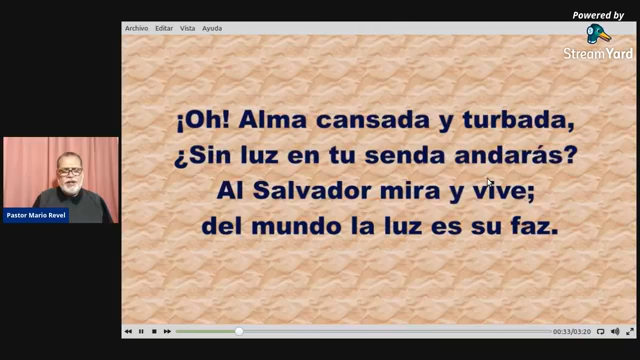 Powered by
StreamYard
Archivo Editar Vista Ayuda
¡Oh! Alma cansada y turbada,
¿Sin luz en tu senda andarás?
Al Salvador mira y vive;
del mundo la luz es su faz.
Pastor Mario Revel
00:33/03:20